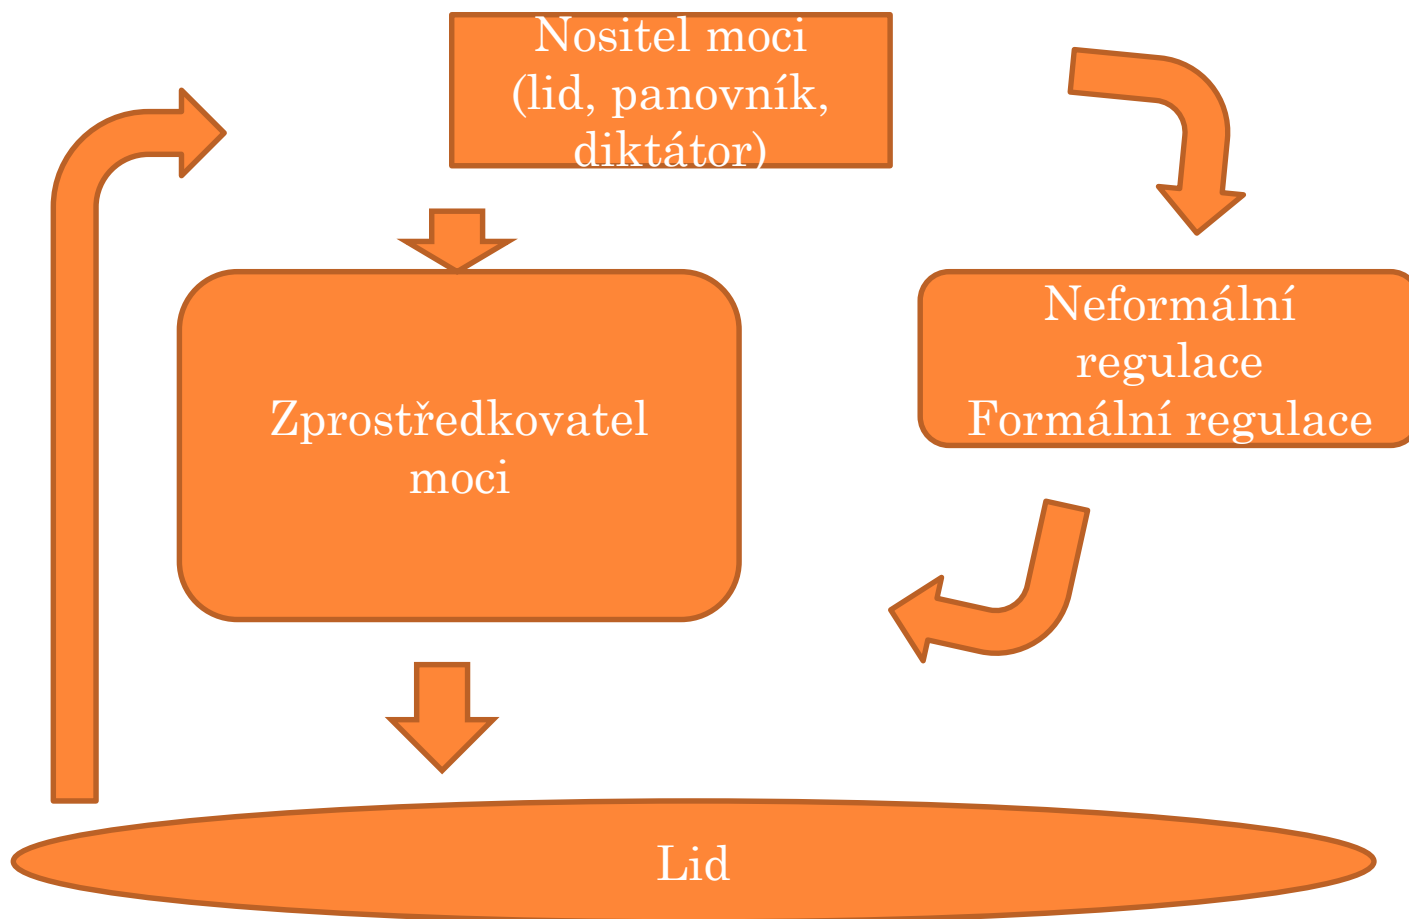 Nositel moci
(lid, panovník,
diktátor)
Neformální
regulace
Formální regulace
Zprostředkovatel
moci
Lid